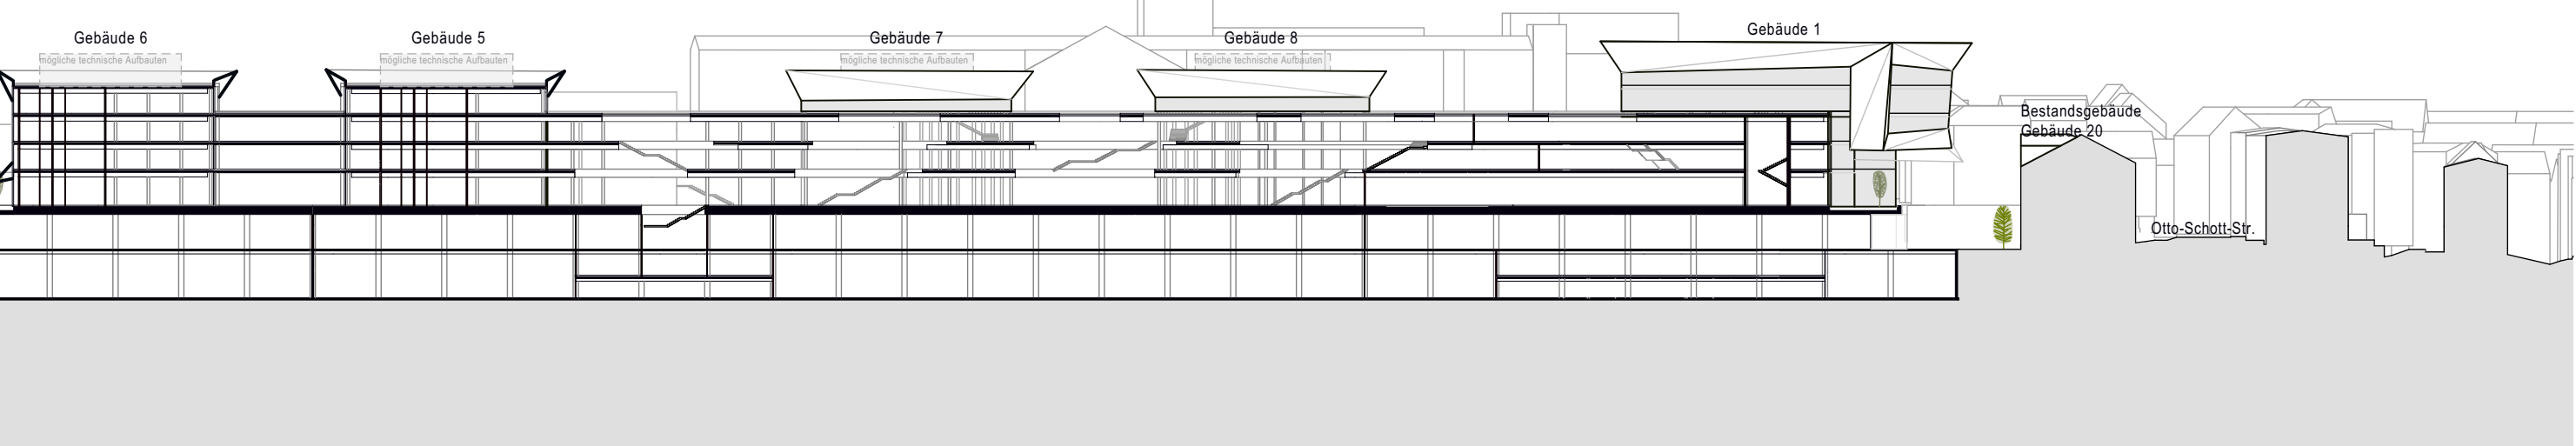 Gebäude 6
Gebäude 5
Gebäude 7
Gebäude 8
Gebäude 1
mögliche technische Aufbauten
mögliche technische Aufbauten
mögliche technische Aufbauten
mögliche technische Aufbauten
Bestandsgebäude
Gebäude 20
Otto-Schott-Str.